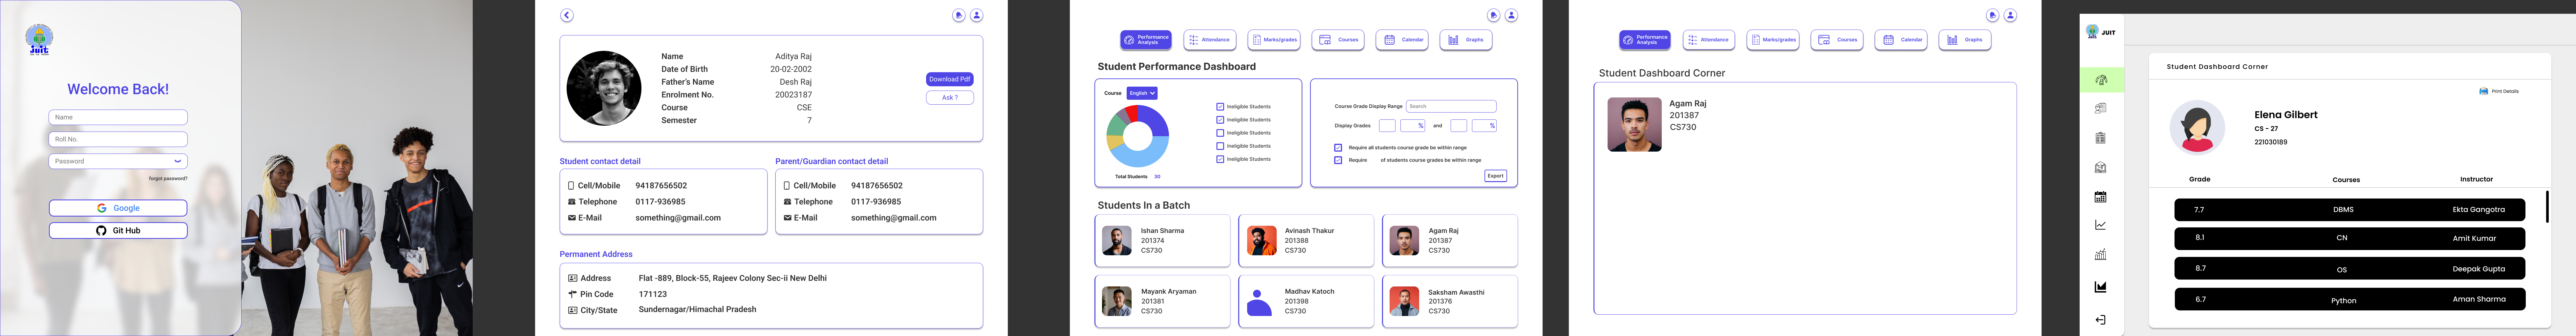 Juit
Welcome Back!
Name
Roll No.
Password
forgot password?
Google
Git Hub
Name Aditya Raj
Date of Birth 20-02-2002
Father's Name Desh Raj
Enrolment No. 20023187
Course CSE
Semester 7
Download Pdf
Ask ?
Student contact detail
Cell/Mobile 94187656502
Telephone 0117-936985
E-Mail something@gmail.com
Parent/Guardian contact detail
Cell/Mobile 94187656502
Telephone 0117-936985
E-Mail something@gmail.com
Permanent Address
Address Flat -889, Block-55, Rajeev Colony Sec-ii New Delhi
Pin Code 171123
City/State Sundernagar/Himachal Pradesh
Performance
Analysis
Attendance
Marks/grades
Courses
Calendar
Graphs
Student Performance Dashboard
Course English
Ineligible Students
Ineligible Students
Ineligible Students
Ineligible Students
Ineligible Students
Total Students 30
Course Grade Display Range Search
Display Grades % and %
Require all students course grade be within range
Require of students course grades be within range
Export
Students In a Batch
Ishan Sharma
201374
CS730
Avinash Thakur
201388
CS730
Agam Raj
201387
CS730
Mayank Aryaman
201381
CS730
Madhav Katoch
201398
CS730
Saksham Awasthi
201376
CS730
Performance
Analysis
Attendance
Marks/grades
Courses
Calendar
Graphs
Student Dashboard Corner
Agam Raj
201387
CS730
JUIT
Student Dashboard Corner
Print Details
Elena Gilbert
CS - 27
221030189
Grade Courses Instructor
7.7 DBMS Ekta Gangotra
8.1 CN Amit Kumar
8.7 OS Deepak Gupta
6.7 Python Aman Sharma